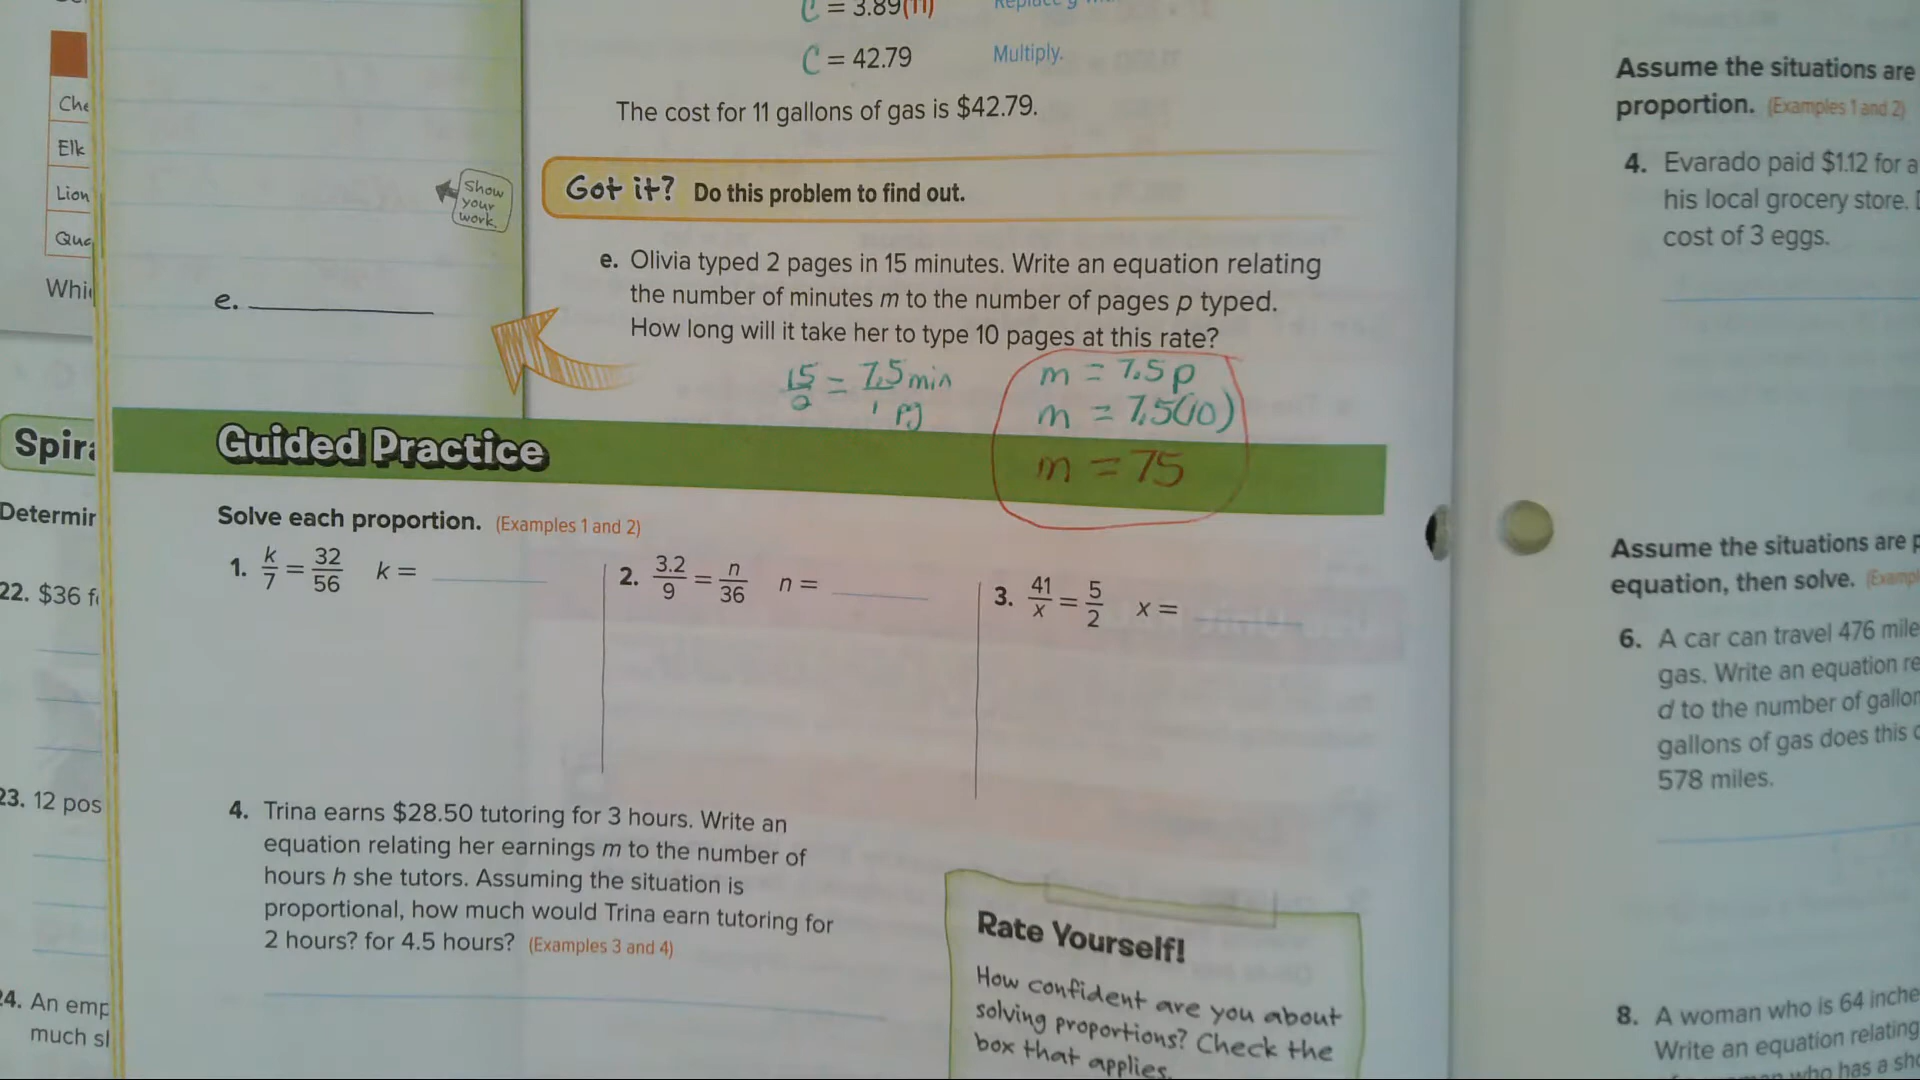 C = 3.89(11)
C = 42.79 Multiply.
The cost for 11 gallons of gas is $42.79.
Show
your
work.
Got it? Do this problem to find out.
e. Olivia typed 2 pages in 15 minutes. Write an equation relating
the number of minutes m to the number of pages p typed.
How long will it take her to type 10 pages at this rate?
e.
15/2 = 7.5 min / 1 pg
m = 7.5p
m = 7.5(10)
m = 75
Guided Practice
Solve each proportion. (Examples 1 and 2)
1. k/7 = 32/56 k =
2. 3.2/9 = n/36 n =
3. 41/x = 5/2 x =
4. Trina earns $28.50 tutoring for 3 hours. Write an
equation relating her earnings m to the number of
hours h she tutors. Assuming the situation is
proportional, how much would Trina earn tutoring for
2 hours? for 4.5 hours? (Examples 3 and 4)
Rate Yourself!
How confident are you about
solving proportions? Check the
box that applies.
Elk
Lion
22. $36
23. 12 pos
24. An emp
much
Assume the situations are
proportion. (Examples 1 and 2)
4. Evarado paid $1.12 for a
his local grocery store.
cost of 3 eggs.
Assume the situations are
equation, then solve.
6. A car can travel 476
gas. Write an equation
d to the number of
gallons of gas does this
578 miles.
8. A woman who is 64
Write an equation relating
who has a